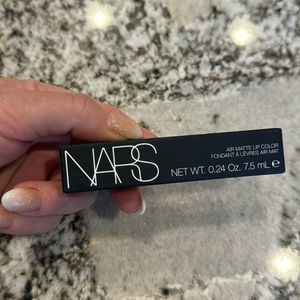 NARS
AIR MATTE LIP COLOR
FONDANT À LÈVRES AIR MAT
NET WT. 0.24 Oz. 7.5 mL ℮